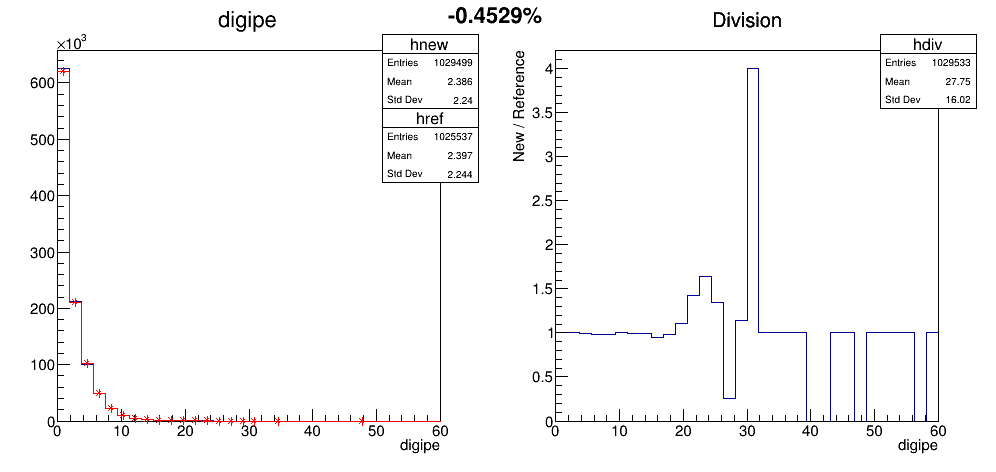 -0.4529%
digipe
×10³
hnew
Entries 1029499
Mean 2.386
Std Dev 2.24
href
Entries 1025537
Mean 2.397
Std Dev 2.244
600
500
400
300
200
100
0
0 10 20 30 40 50 60
digipe
Division
hdiv
Entries 1029533
Mean 27.75
Std Dev 16.02
New / Reference
4
3.5
3
2.5
2
1.5
1
0.5
0
0 10 20 30 40 50 60
digipe